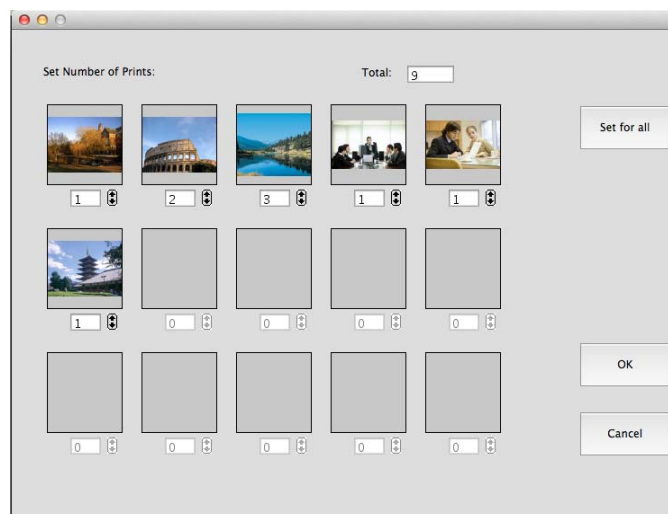 Set Number of Prints:
Total: 9
Set for all
1 2 3 1 1
1 0 0 0 0
OK
0 0 0 0 0
Cancel